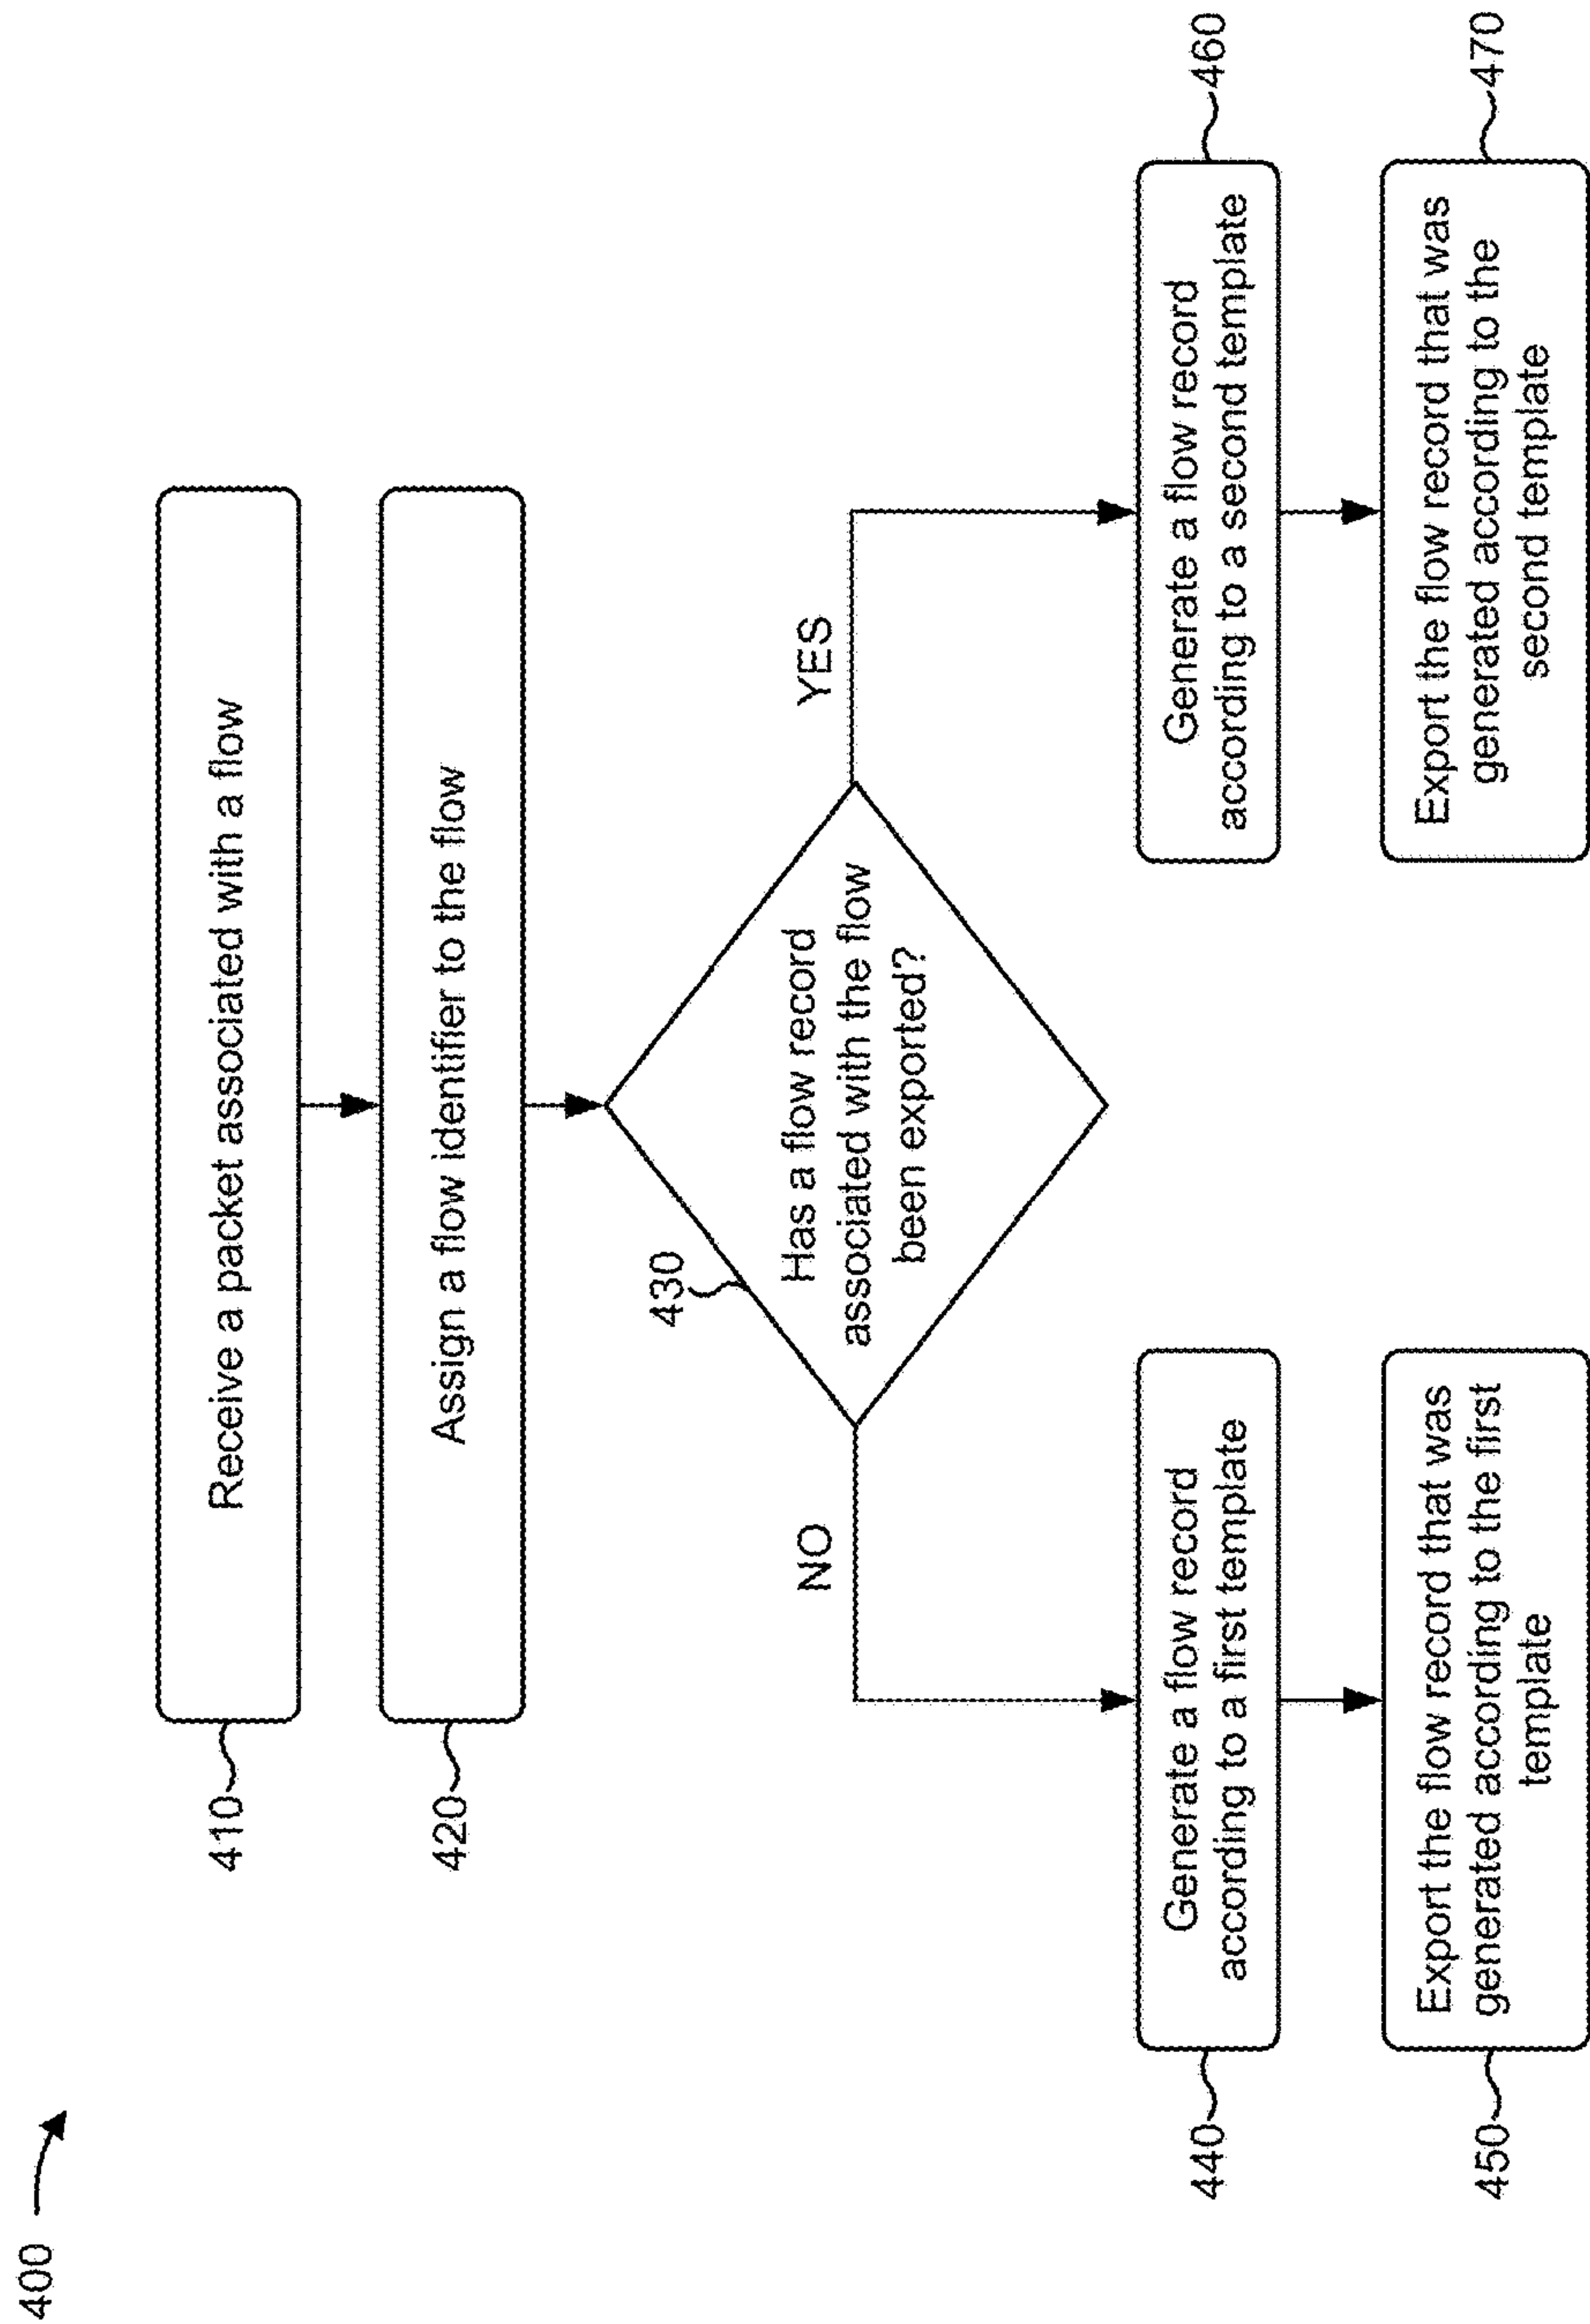 400
410
Receive a packet associated with a flow
420
Assign a flow identifier to the flow
430
Has a flow record
associated with the flow
been exported?
NO
YES
440
Generate a flow record
according to a first template
450
Export the flow record that was
generated according to the first
template
460
Generate a flow record
according to a second template
470
Export the flow record that was
generated according to the
second template